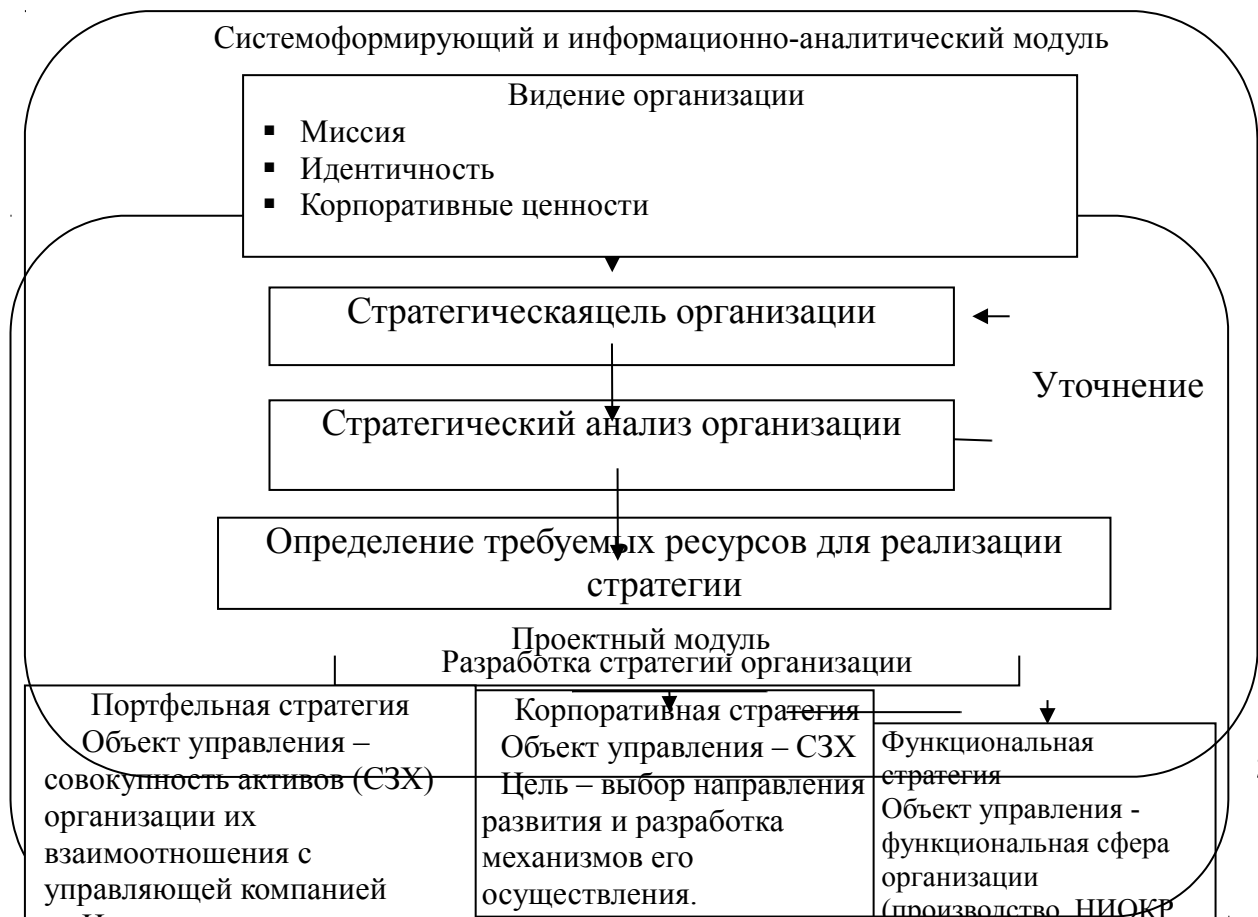 Системоформирующий и информационно-аналитический модуль
Видение организации
▪ Миссия
▪ Идентичность
▪ Корпоративные ценности
Стратегическаяцель организации
Уточнение
Стратегический анализ организации
Определение требуемых ресурсов для реализации
стратегии
Проектный модуль
Разработка стратегии организации
Портфельная стратегия
Объект управления –
совокупность активов (СЗХ)
организации их
взаимоотношения с
управляющей компанией
Корпоративная стратегия
Объект управления – СЗХ
Цель – выбор направления
развития и разработка
механизмов его
осуществления.
Функциональная
стратегия
Объект управления -
функциональная сфера
организации
(производство, НИОКР